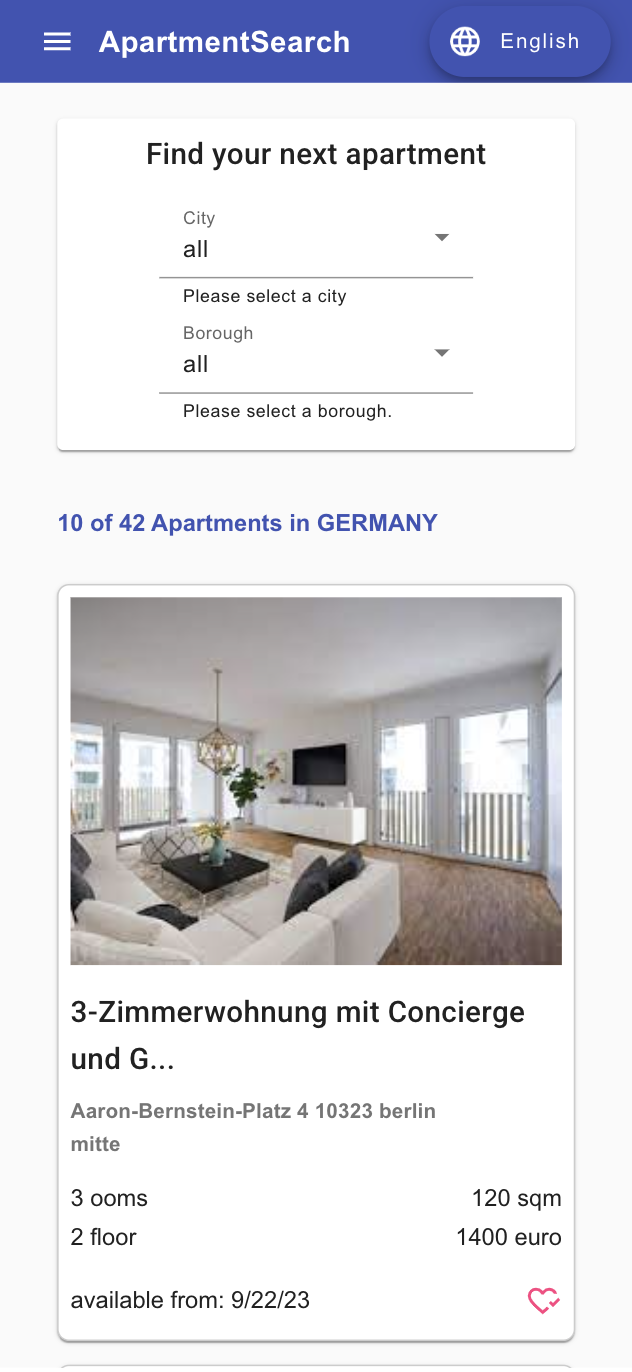 ApartmentSearch English
Find your next apartment
City
all
Please select a city
Borough
all
Please select a borough.
10 of 42 Apartments in GERMANY
3-Zimmerwohnung mit Concierge
und G...
Aaron-Bernstein-Platz 4 10323 berlin
mitte
3 ooms 120 sqm
2 floor 1400 euro
available from: 9/22/23